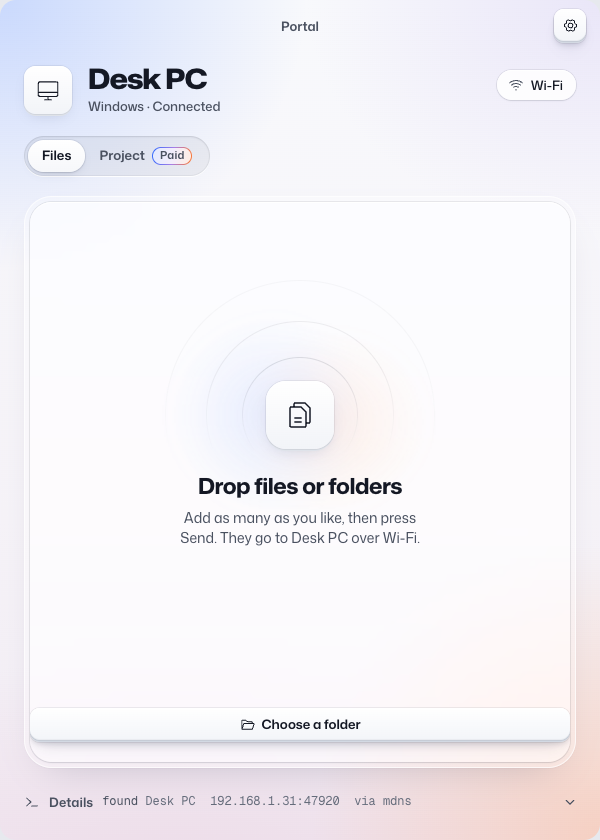 Portal
Desk PC
Windows · Connected
Wi-Fi
Files
Project
Paid
Drop files or folders
Add as many as you like, then press
Send. They go to Desk PC over Wi-Fi.
Choose a folder
Details found Desk PC 192.168.1.31:47920 via mdns